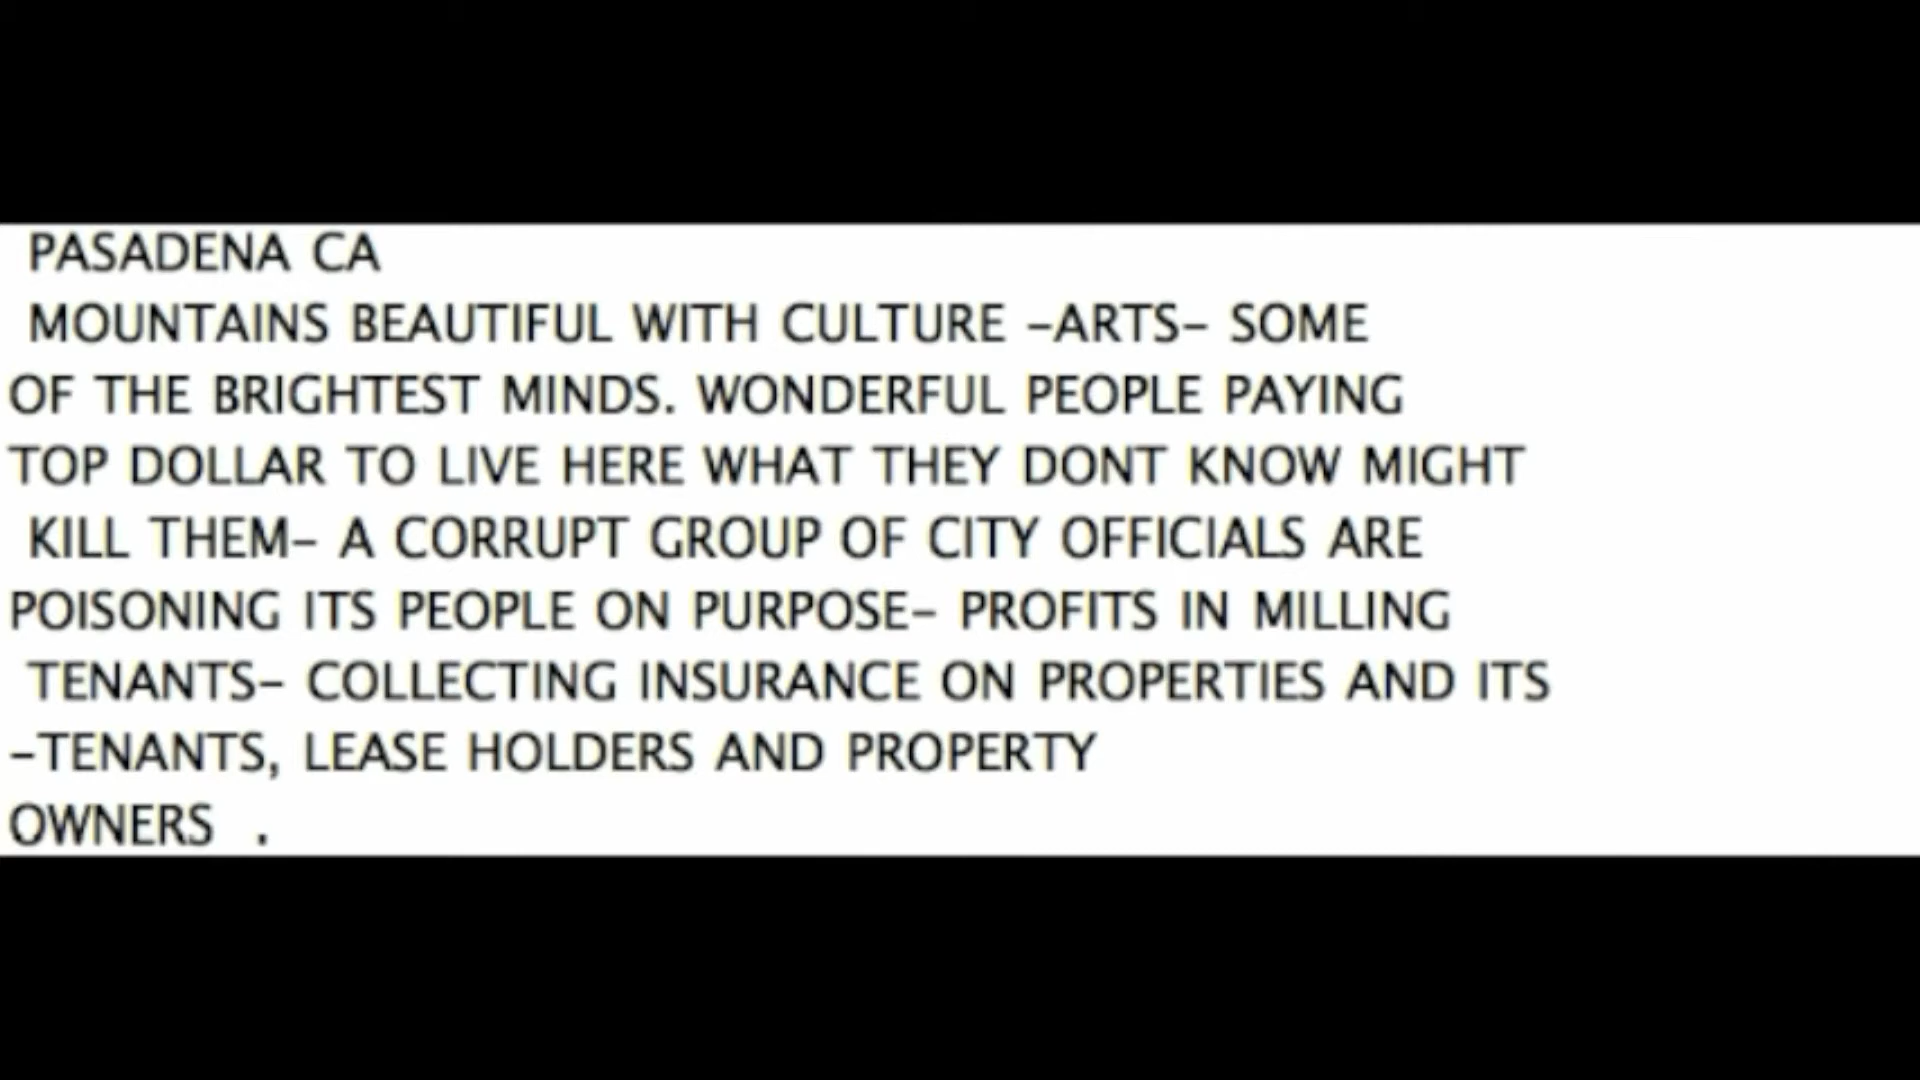 PASADENA CA
MOUNTAINS BEAUTIFUL WITH CULTURE -ARTS- SOME
OF THE BRIGHTEST MINDS. WONDERFUL PEOPLE PAYING
TOP DOLLAR TO LIVE HERE WHAT THEY DONT KNOW MIGHT
KILL THEM- A CORRUPT GROUP OF CITY OFFICIALS ARE
POISONING ITS PEOPLE ON PURPOSE- PROFITS IN MILLING
TENANTS- COLLECTING INSURANCE ON PROPERTIES AND ITS
-TENANTS, LEASE HOLDERS AND PROPERTY
OWNERS .